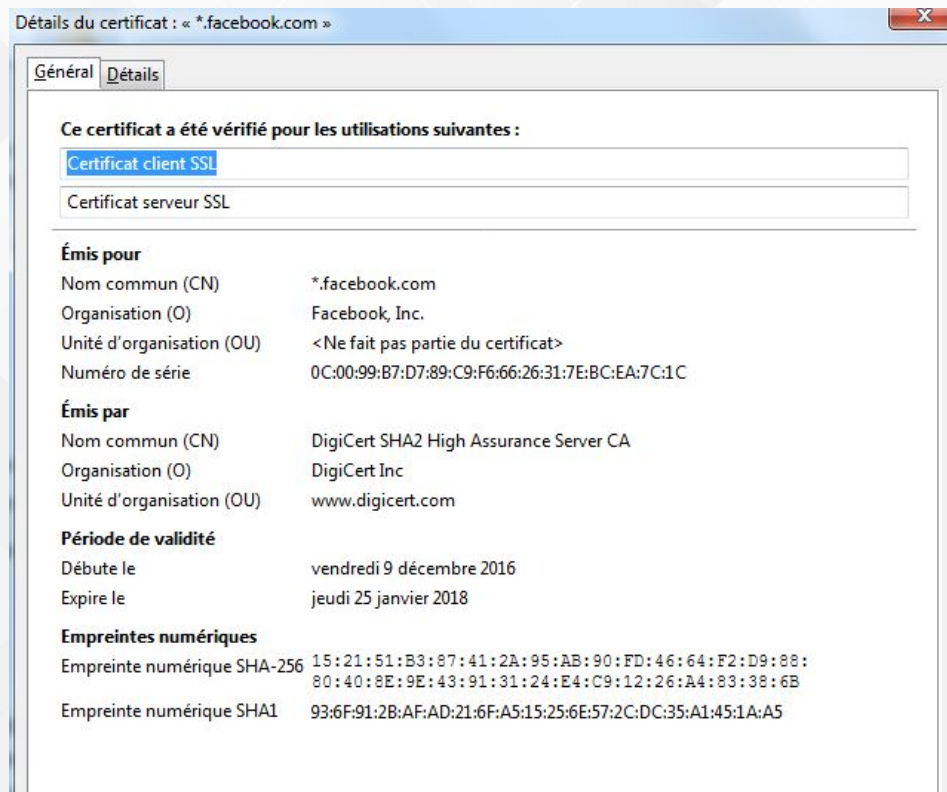 Détails du certificat : « *.facebook.com »
X
Général Détails
Ce certificat a été vérifié pour les utilisations suivantes :
Certificat client SSL
Certificat serveur SSL
Émis pour
Nom commun (CN) *.facebook.com
Organisation (O) Facebook, Inc.
Unité d'organisation (OU) <Ne fait pas partie du certificat>
Numéro de série 0C:00:99:B7:D7:89:C9:F6:66:26:31:7E:BC:EA:7C:1C
Émis par
Nom commun (CN) DigiCert SHA2 High Assurance Server CA
Organisation (O) DigiCert Inc
Unité d'organisation (OU) www.digicert.com
Période de validité
Débute le vendredi 9 décembre 2016
Expire le jeudi 25 janvier 2018
Empreintes numériques
Empreinte numérique SHA-256 15:21:51:B3:87:41:2A:95:AB:90:FD:46:64:F2:D9:88:
80:40:8E:9E:43:91:31:24:E4:C9:12:26:A4:83:38:6B
Empreinte numérique SHA1 93:6F:91:2B:AF:AD:21:6F:A5:15:25:6E:57:2C:DC:35:A1:45:1A:A5